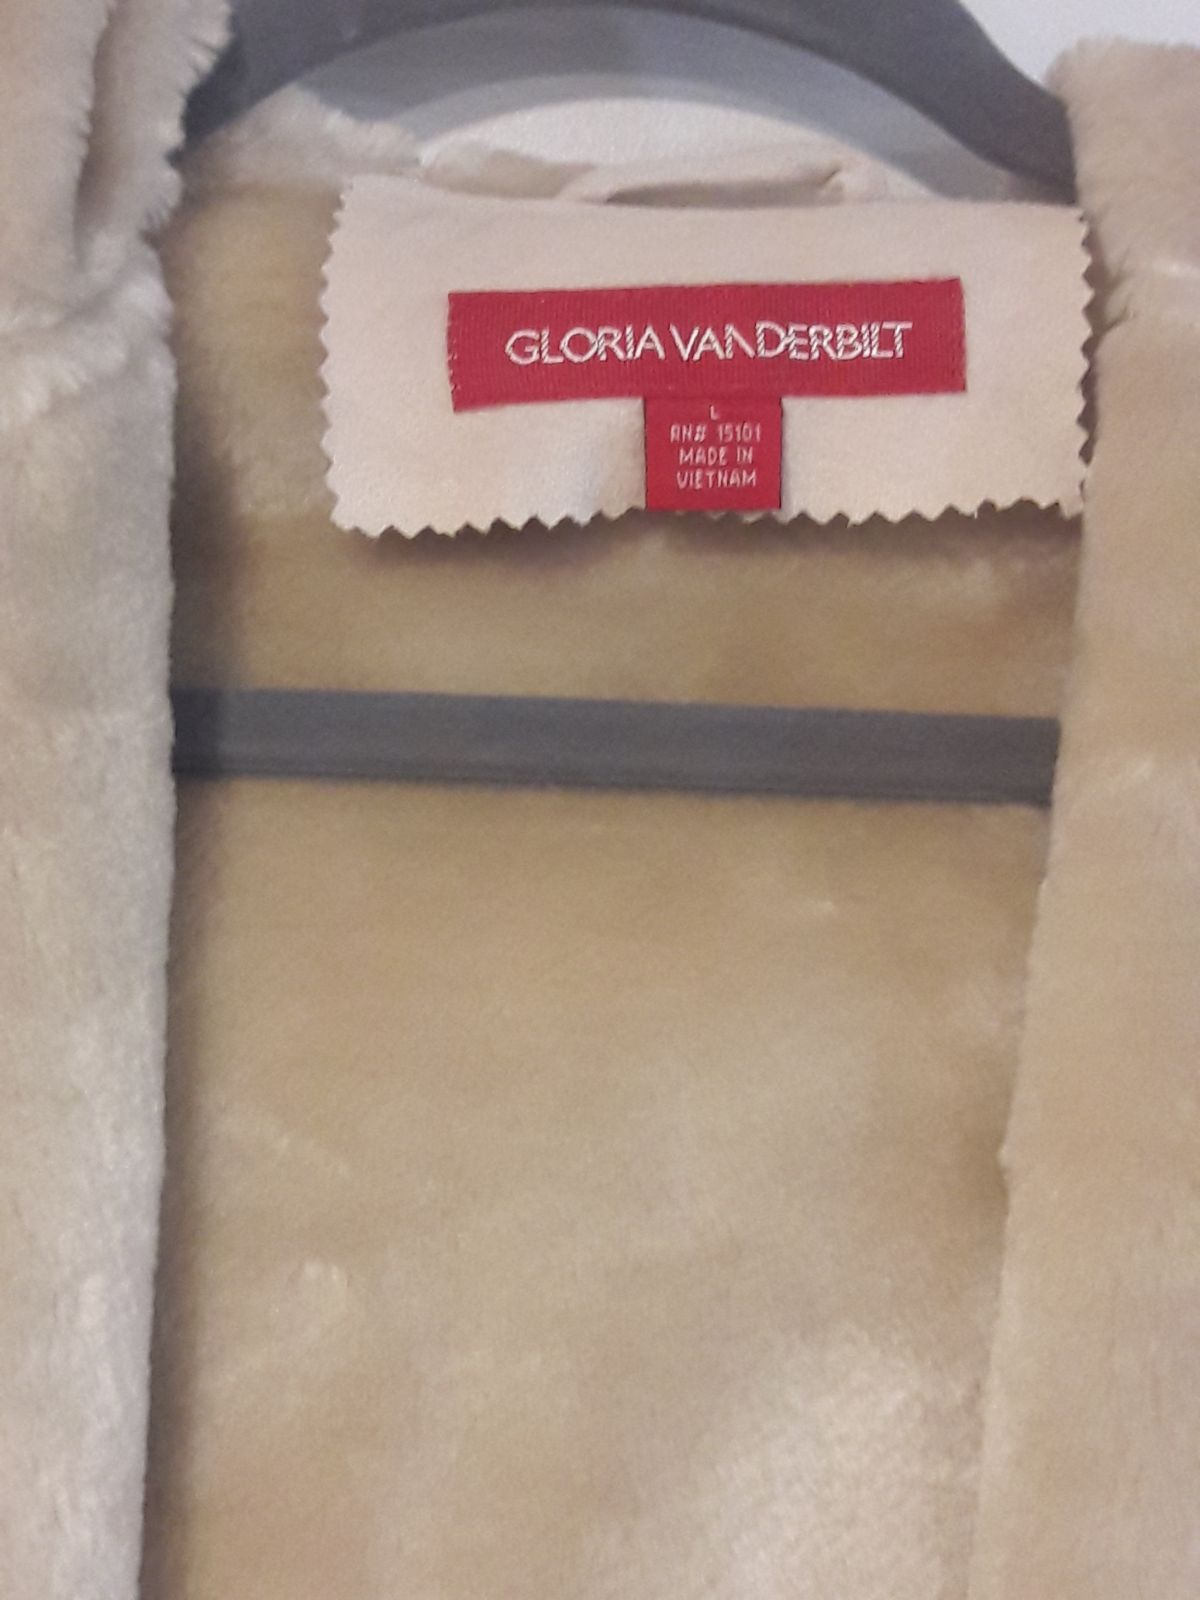 GLORIA VANDERBILT
L
RN# 15101
MADE IN
VIETNAM